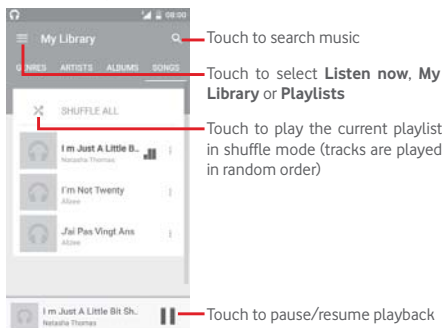 08:00
My Library
Touch to search music
GENRES ARTISTS ALBUMS SONGS
Touch to select Listen now, My
Library or Playlists
SHUFFLE ALL
Touch to play the current playlist
in shuffle mode (tracks are played
in random order)
I m Just A Little B..
Natasha Thomas
I'm Not Twenty
Alizee
J'ai Pas Vingt Ans
Alizee
I m Just A Little Bit Sh..
Natasha Thomas
Touch to pause/resume playback